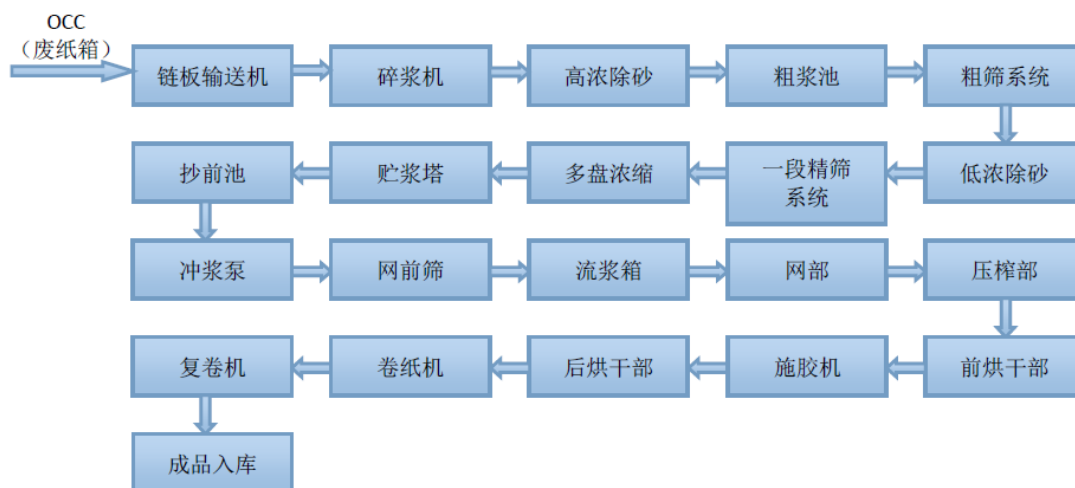 OCC
（废纸箱）
链板输送机
碎浆机
高浓除砂
粗浆池
粗筛系统
抄前池
贮浆塔
多盘浓缩
一段精筛
系统
低浓除砂
冲浆泵
网前筛
流浆箱
网部
压榨部
复卷机
卷纸机
后烘干部
施胶机
前烘干部
成品入库